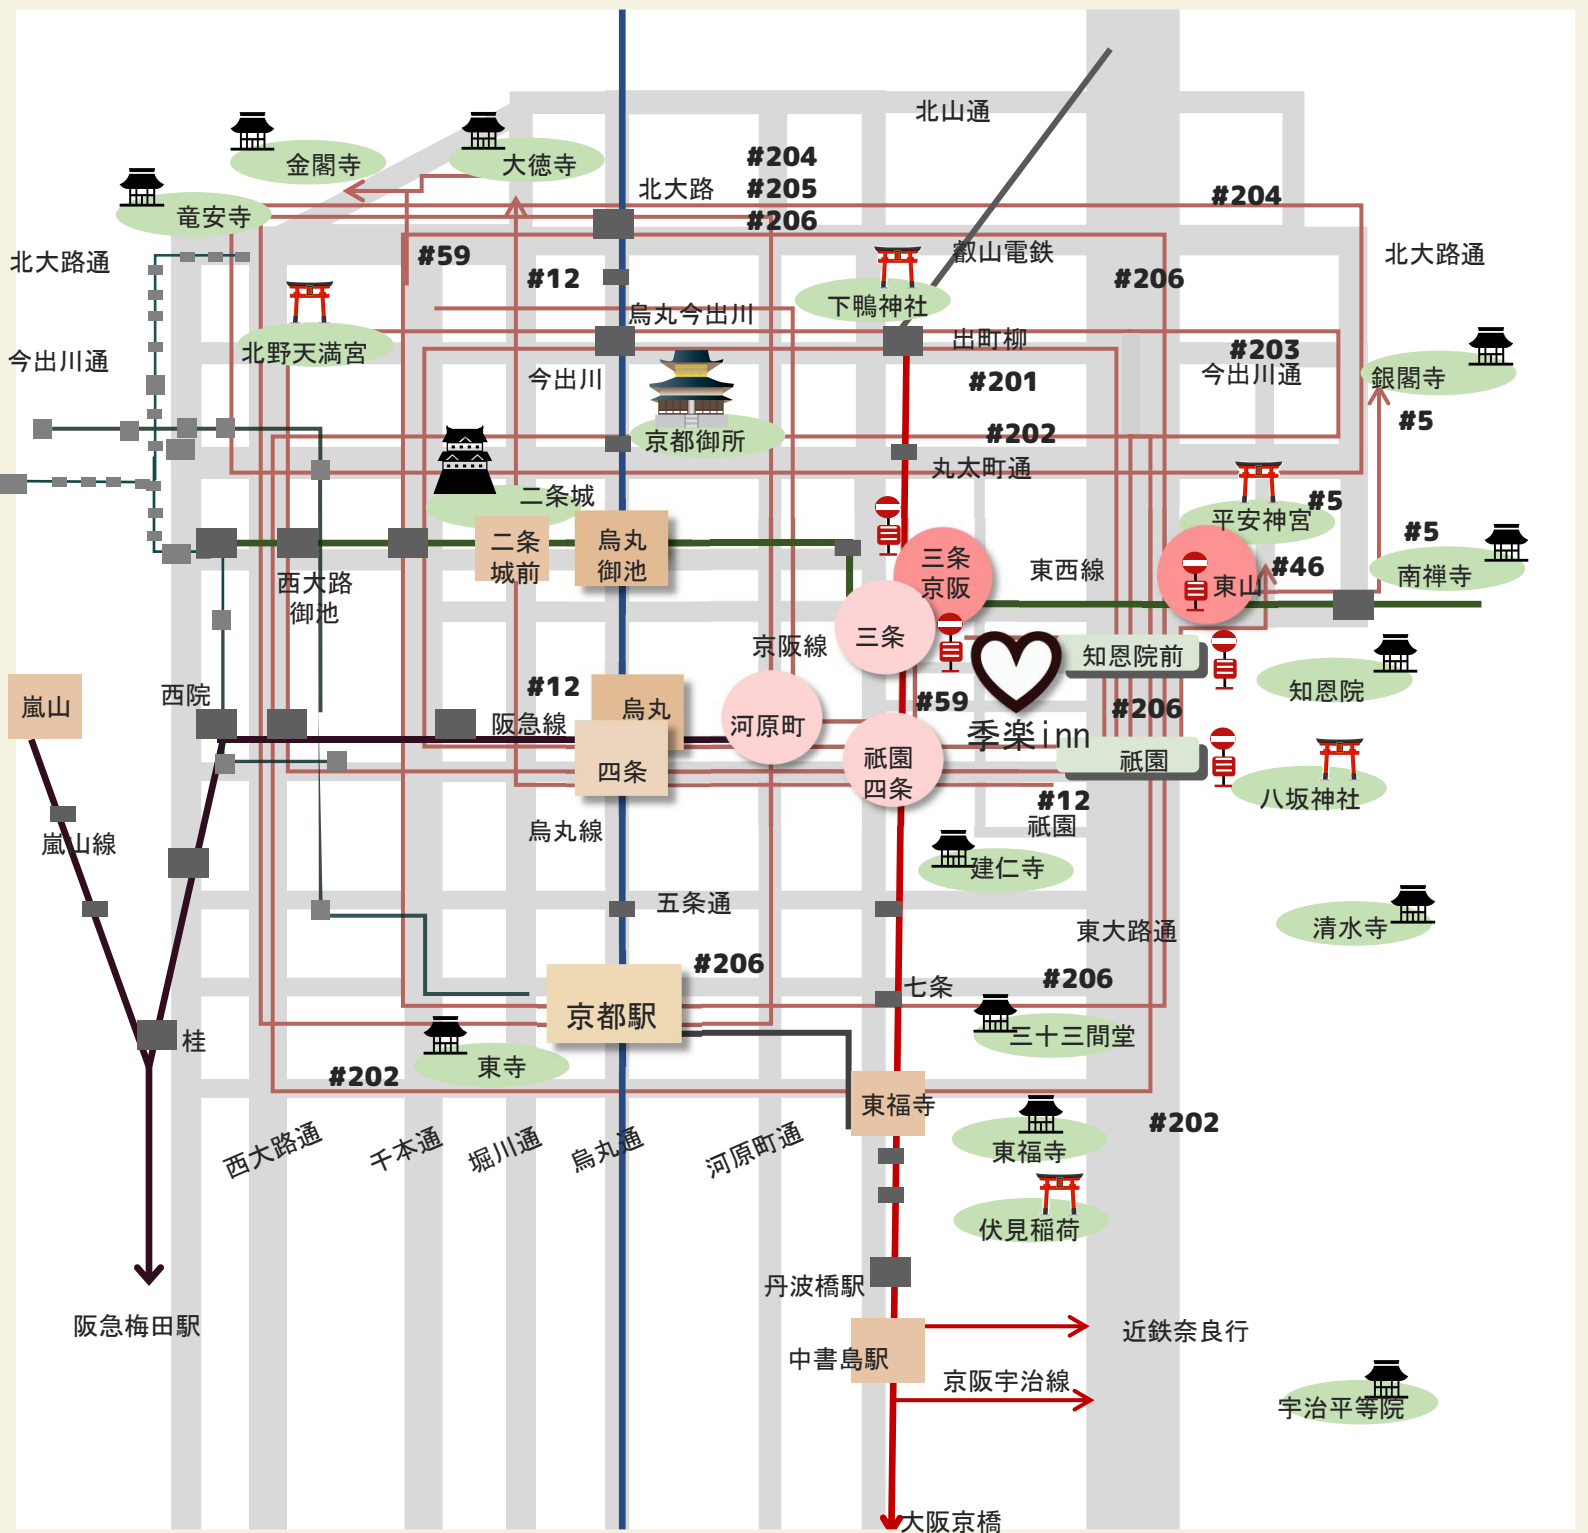 北山通
#204
金閣寺
大徳寺
北大路
#205
#204
竜安寺
#206
北大路通
#59
#12
叡山電鉄
#206
北大路通
下鴨神社
烏丸今出川
出町柳
北野天満宮
今出川通
今出川
#203
今出川通
#201
銀閣寺
#5
京都御所
#202
丸太町通
二条城
#5
平安神宮
二条
城前
烏丸
御池
三条
京阪
東西線
#5
南禅寺
#46
東山
西大路
御池
三条
京阪線
知恩院前
知恩院
嵐山
西院
#12
阪急線
烏丸
河原町
#59
季楽inn
#206
四条
祇園
四条
祇園
八坂神社
#12
祇園
烏丸線
嵐山線
建仁寺
五条通
東大路通
清水寺
#206
七条
#206
京都駅
三十三間堂
桂
東寺
#202
東福寺
#202
東福寺
西大路通
千本通
堀川通
烏丸通
河原町通
伏見稲荷
丹波橋駅
阪急梅田駅
近鉄奈良行
中書島駅
京阪宇治線
宇治平等院
大阪京橋